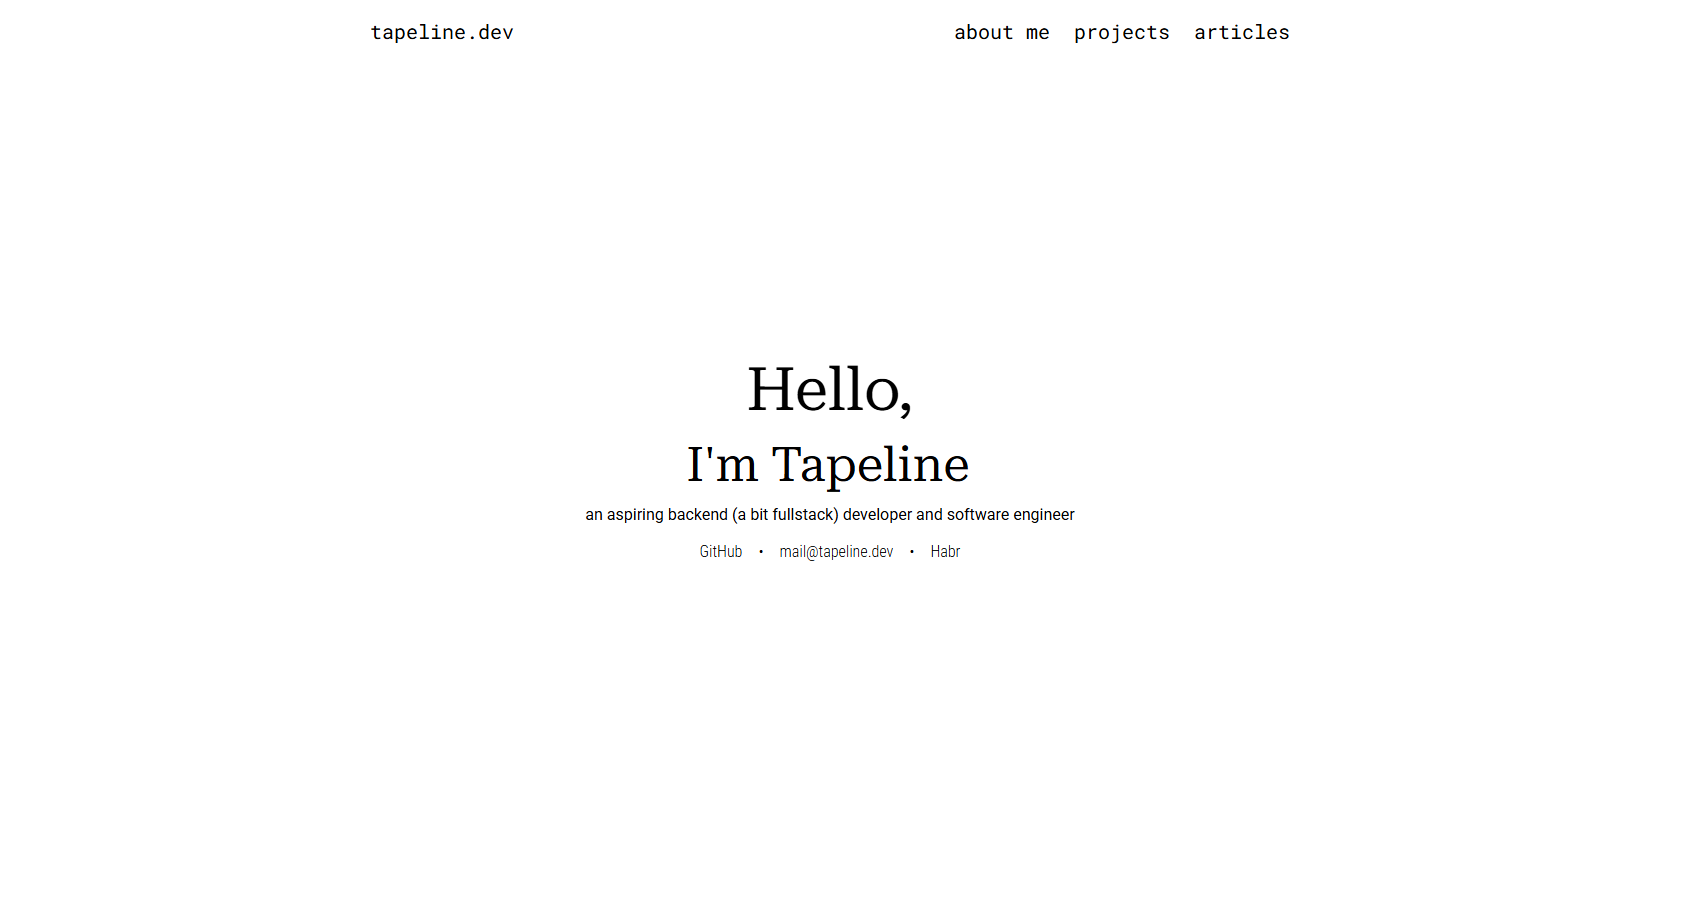 tapeline.dev about me projects articles
Hello,
I'm Tapeline
an aspiring backend (a bit fullstack) developer and software engineer
GitHub • mail@tapeline.dev • Habr